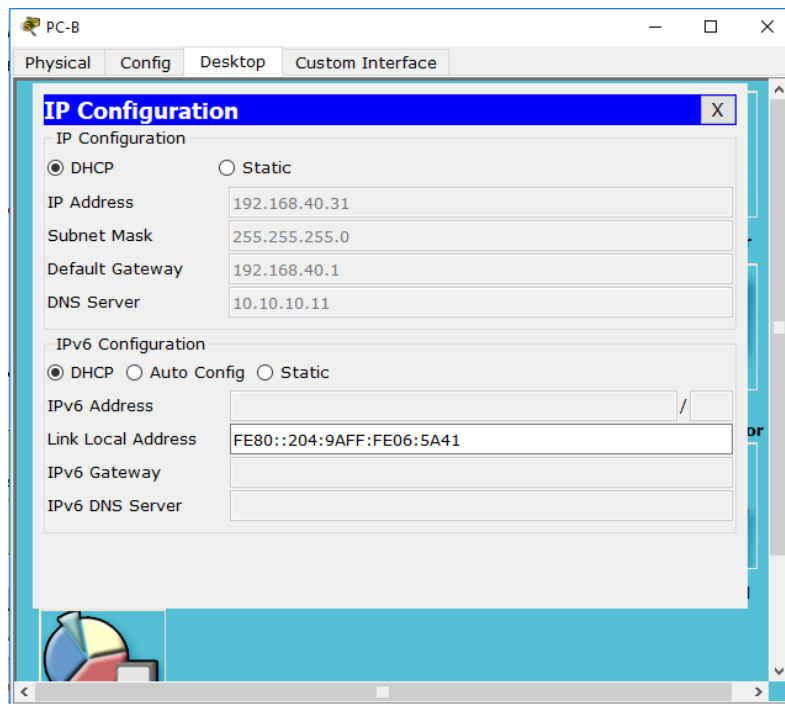 PC-B
Physical Config Desktop Custom Interface
IP Configuration X
IP Configuration
DHCP Static
IP Address 192.168.40.31
Subnet Mask 255.255.255.0
Default Gateway 192.168.40.1
DNS Server 10.10.10.11
IPv6 Configuration
DHCP Auto Config Static
IPv6 Address /
Link Local Address FE80::204:9AFF:FE06:5A41
or
IPv6 Gateway
IPv6 DNS Server